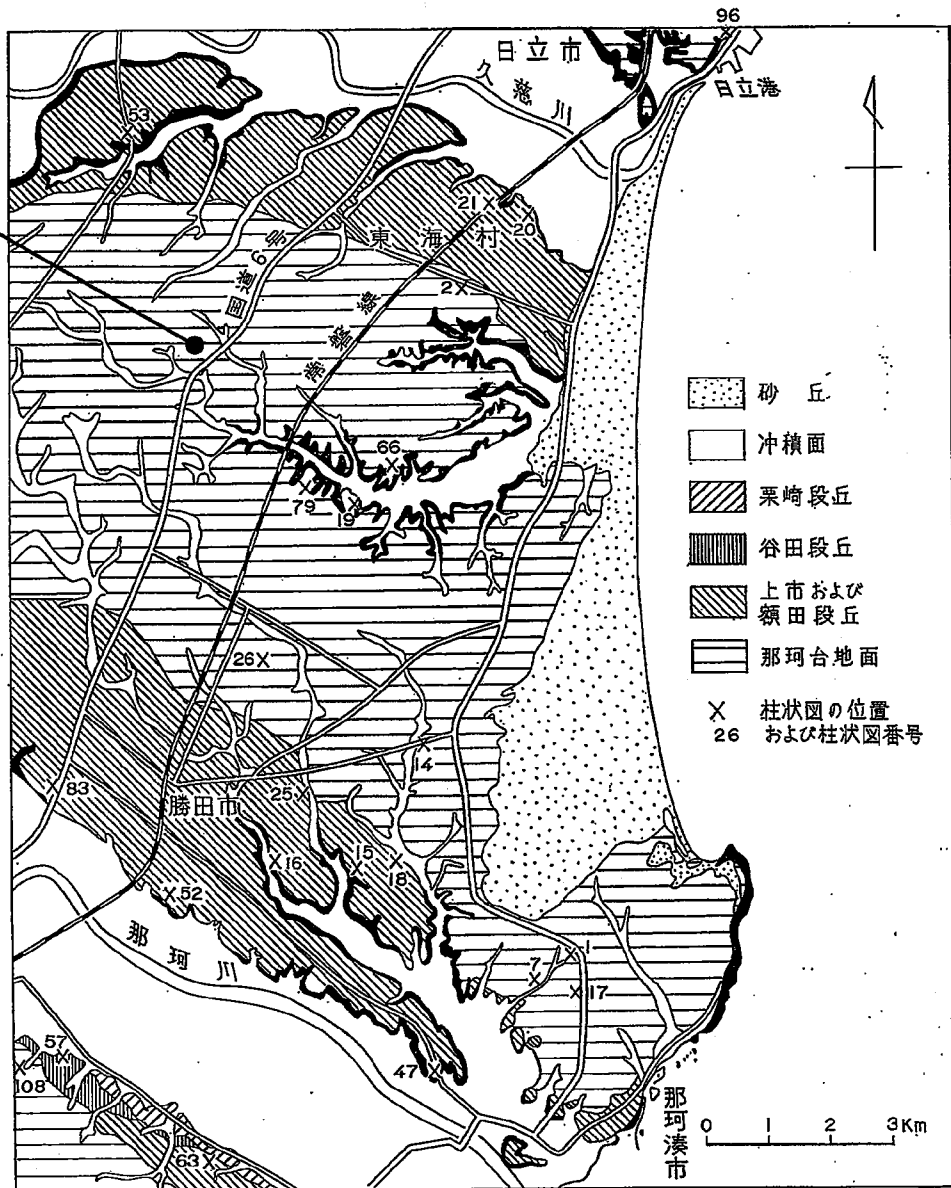 96
日立市
日立港
久慈川
53
21
20
東海村
国道6号
2
常磐線
66
79
19
26
14
83
勝田市
25
16
15
18
52
那珂川
1
7
17
57
47
108
63
那珂湊市
砂丘
沖積面
栗崎段丘
谷田段丘
上市および
額田段丘
那珂台地面
柱状図の位置
26 および柱状図番号
0 1 2 3Km